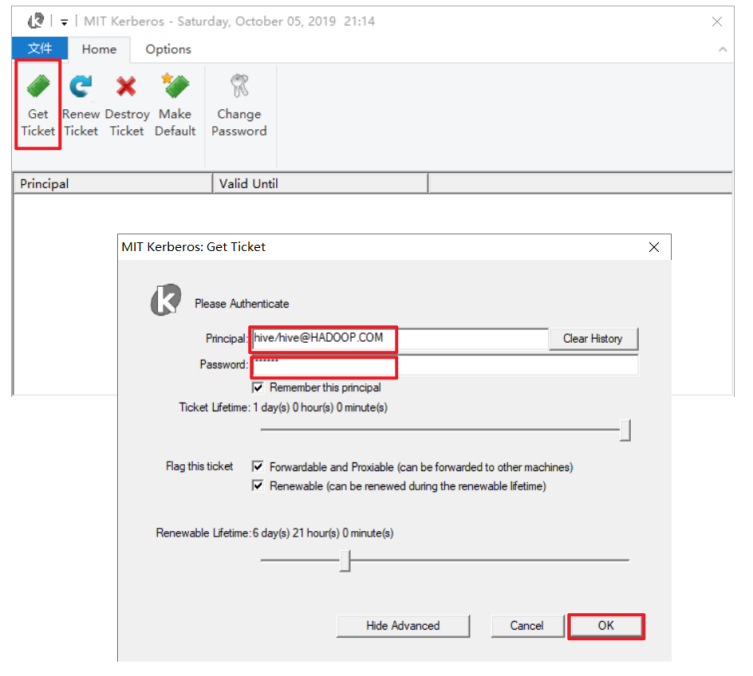 MIT Kerberos - Saturday, October 05, 2019 21:14
文件 Home Options
Get Ticket
Renew Ticket
Destroy Ticket
Make Default
Change Password
Principal Valid Until
MIT Kerberos: Get Ticket
Please Authenticate
Principal: hive/hive@HADOOP.COM Clear History
Password: ******
Remember this principal
Ticket Lifetime: 1 day(s) 0 hour(s) 0 minute(s)
Flag this ticket Forwardable and Proxiable (can be forwarded to other machines)
Renewable (can be renewed during the renewable lifetime)
Renewable Lifetime: 6 day(s) 21 hour(s) 0 minute(s)
Hide Advanced Cancel OK